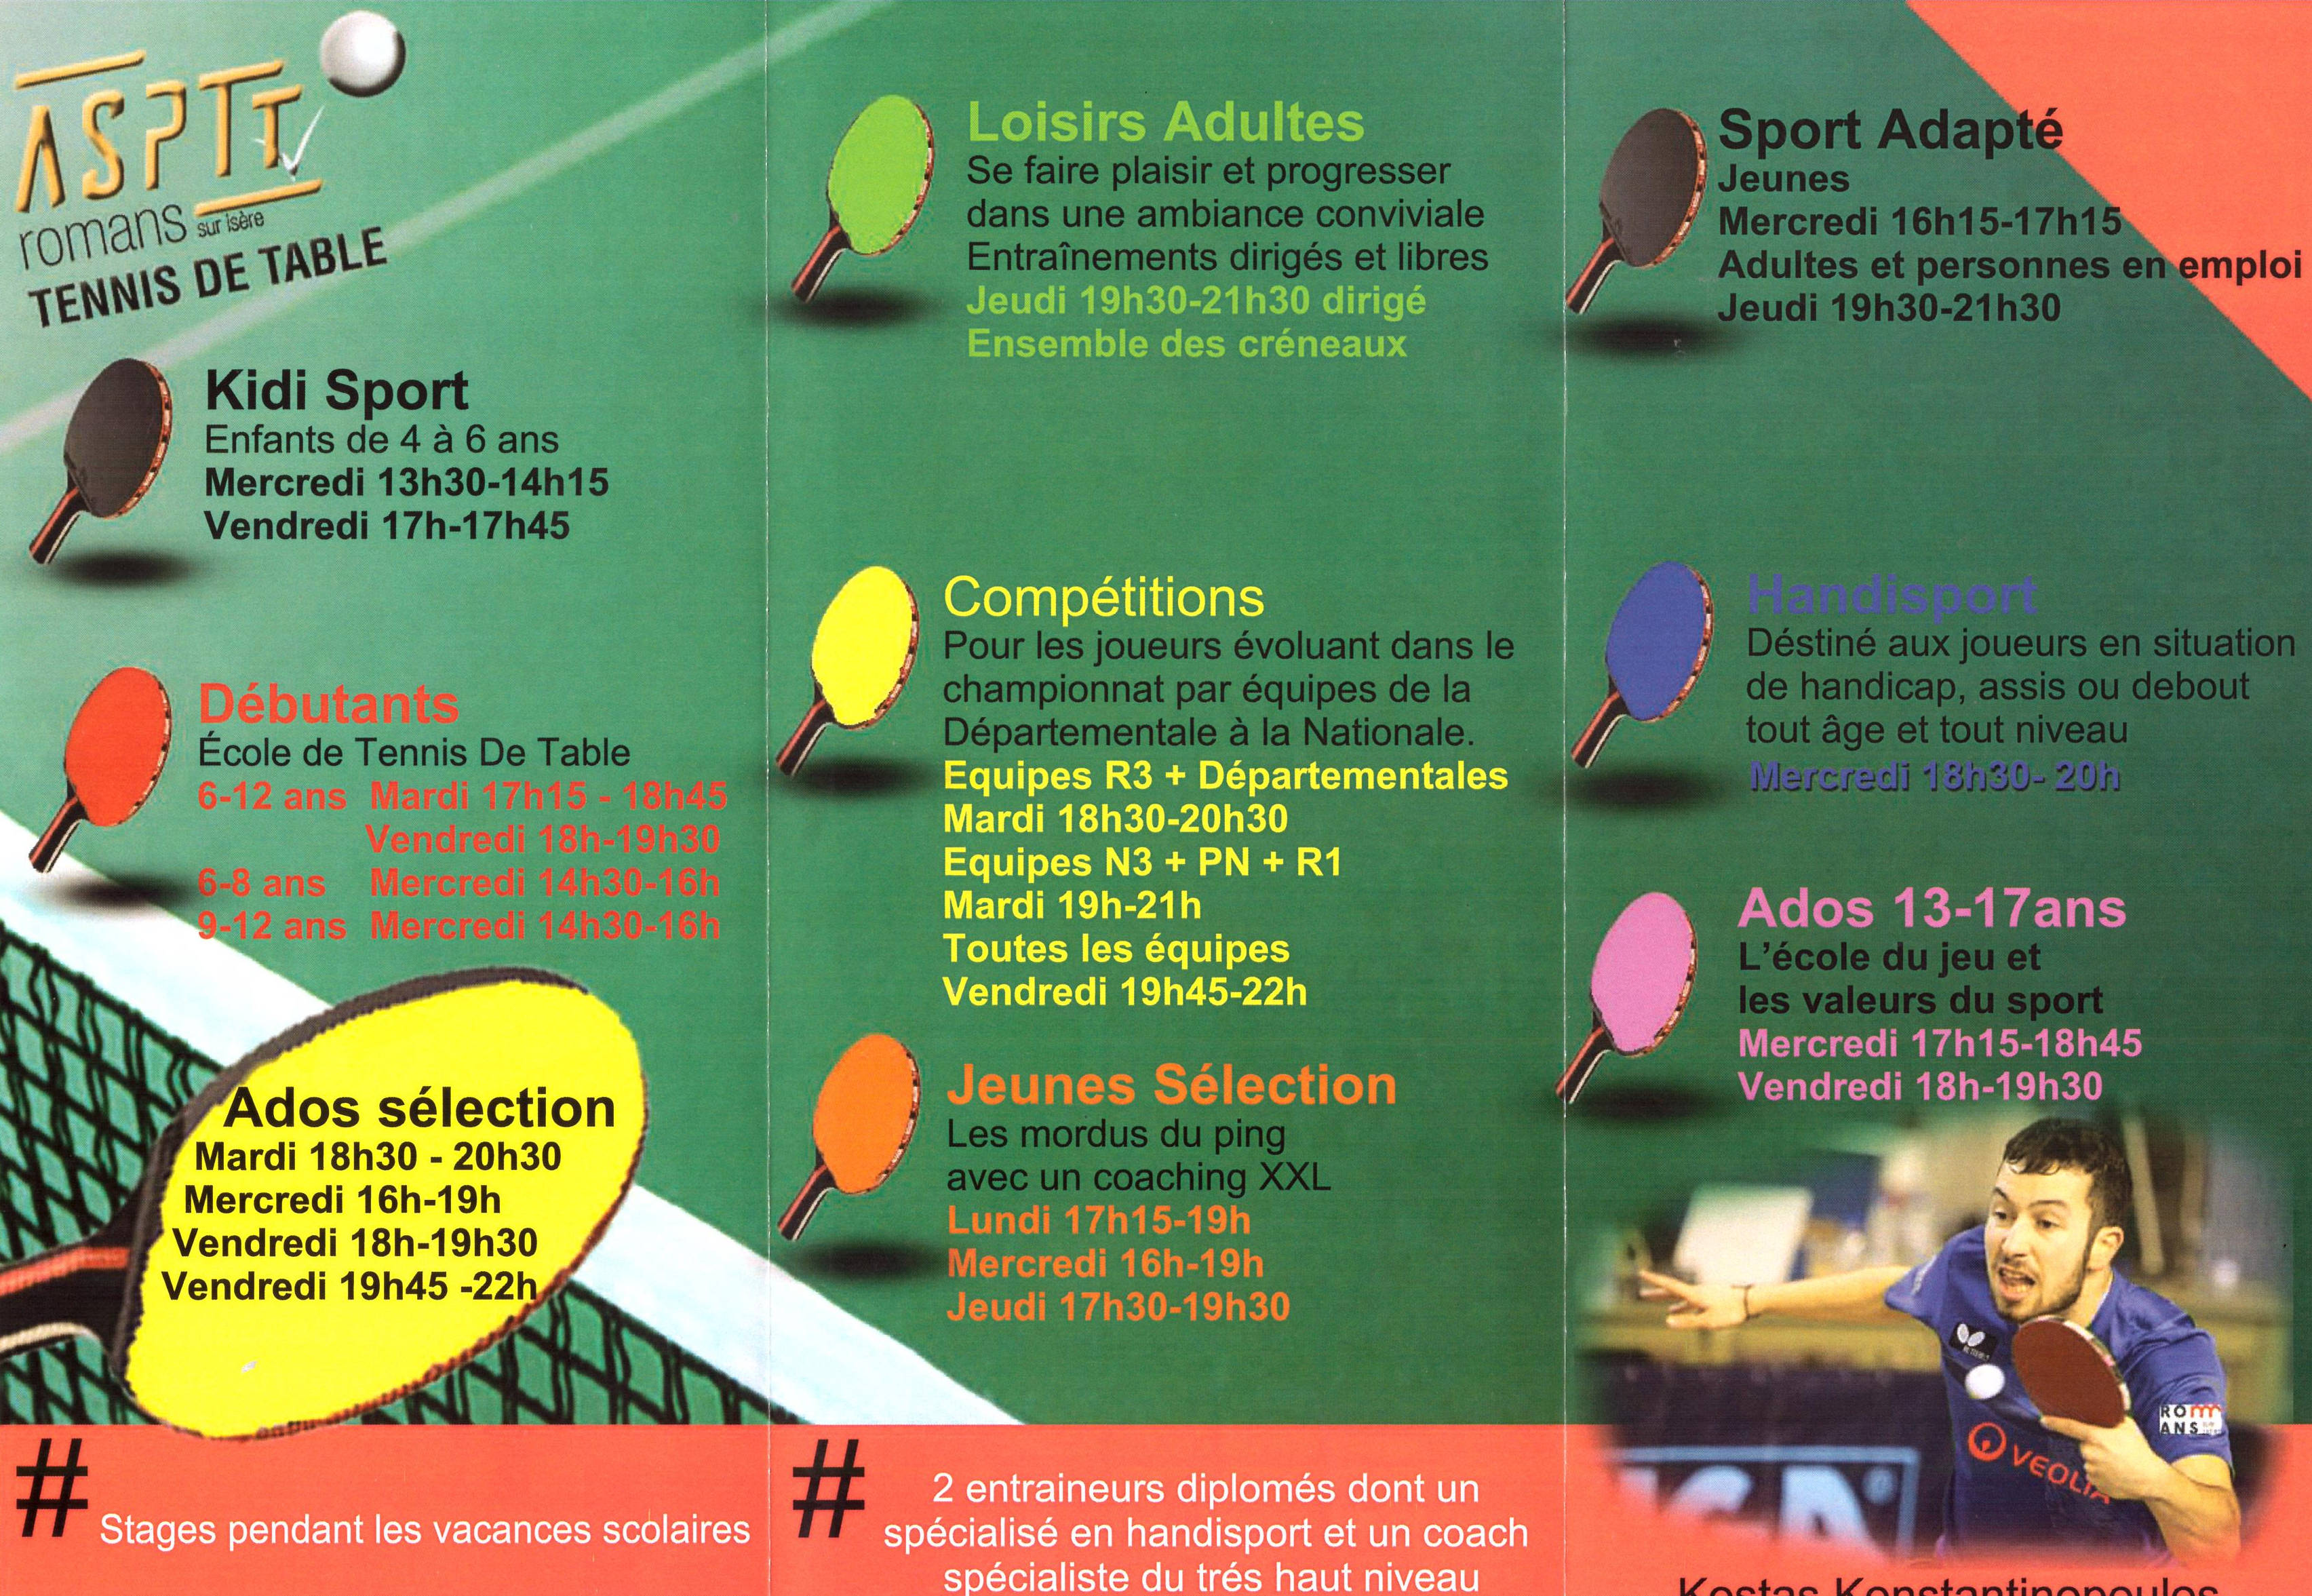 ASPTT
romans sur isère
TENNIS DE TABLE
Kidi Sport
Enfants de 4 à 6 ans
Mercredi 13h30-14h15
Vendredi 17h-17h45
Débutants
École de Tennis De Table
6-12 ans Mardi 17h15 - 18h45
Vendredi 18h-19h30
6-8 ans Mercredi 14h30-16h
9-12 ans Mercredi 14h30-16h
Ados sélection
Mardi 18h30 - 20h30
Mercredi 16h-19h
Vendredi 18h-19h30
Vendredi 19h45 -22h
#
Stages pendant les vacances scolaires
Loisirs Adultes
Se faire plaisir et progresser
dans une ambiance conviviale
Entraînements dirigés et libres
Jeudi 19h30-21h30 dirigé
Ensemble des créneaux
Compétitions
Pour les joueurs évoluant dans le
championnat par équipes de la
Départementale à la Nationale.
Equipes R3 + Départementales
Mardi 18h30-20h30
Equipes N3 + PN + R1
Mardi 19h-21h
Toutes les équipes
Vendredi 19h45-22h
Jeunes Sélection
Les mordus du ping
avec un coaching XXL
Lundi 17h15-19h
Mercredi 16h-19h
Jeudi 17h30-19h30
#
2 entraineurs diplomés dont un
spécialisé en handisport et un coach
spécialiste du trés haut niveau
Sport Adapté
Jeunes
Mercredi 16h15-17h15
Adultes et personnes en emploi
Jeudi 19h30-21h30
Handisport
Déstiné aux joueurs en situation
de handicap, assis ou debout
tout âge et tout niveau
Mercredi 18h30- 20h
Ados 13-17ans
L'école du jeu et
les valeurs du sport
Mercredi 17h15-18h45
Vendredi 18h-19h30
ROMANS
VEOLIA
Kostas Konstantinopoulos